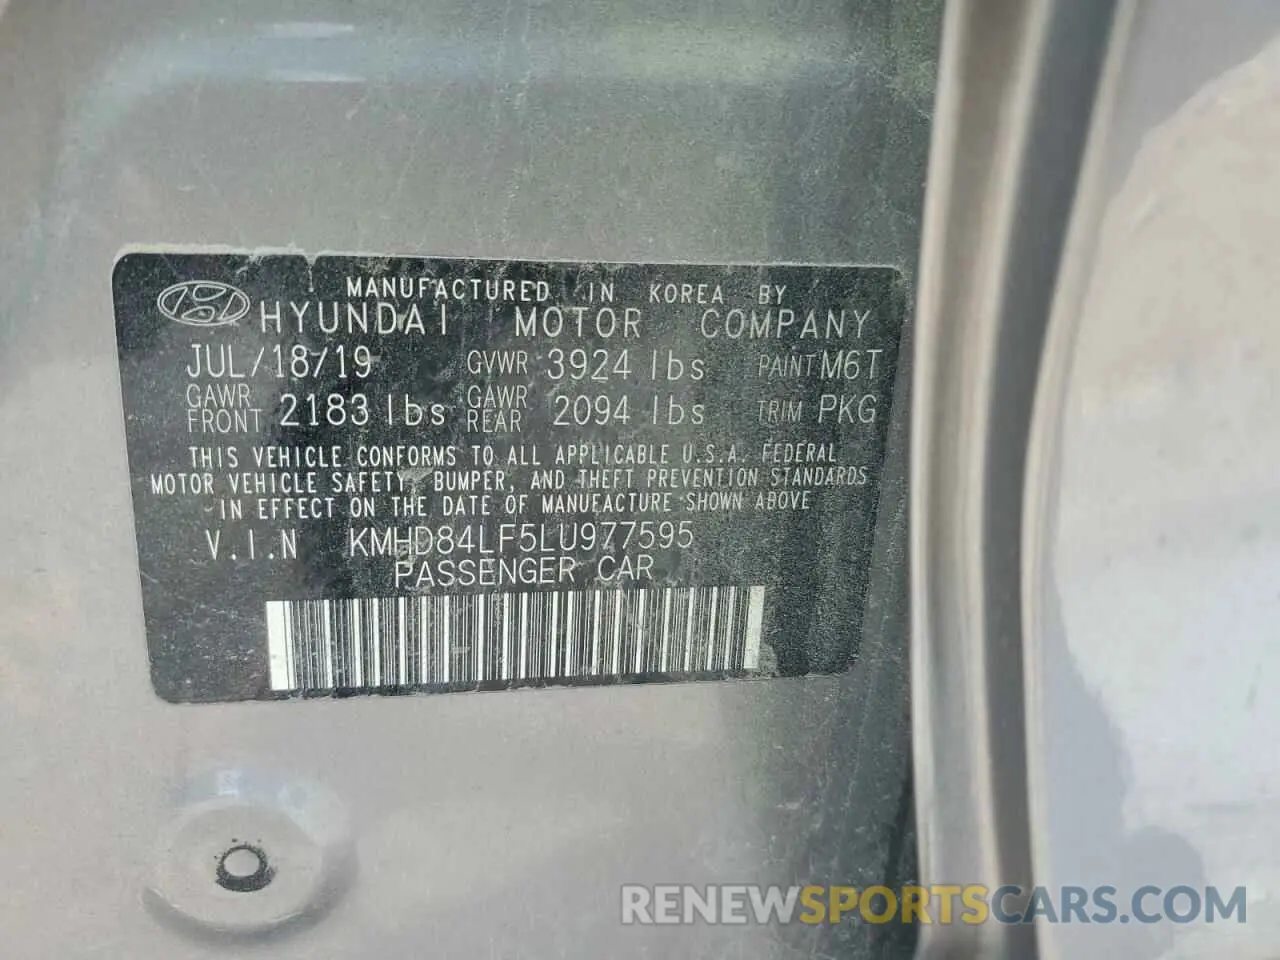 MANUFACTURED IN KOREA BY
HYUNDAI MOTOR COMPANY
JUL/18/19 GVWR 3924 lbs PAINT M6T
GAWR FRONT 2183 lbs GAWR REAR 2094 lbs TRIM PKG
THIS VEHICLE CONFORMS TO ALL APPLICABLE U.S.A. FEDERAL
MOTOR VEHICLE SAFETY, BUMPER, AND THEFT PREVENTION STANDARDS
IN EFFECT ON THE DATE OF MANUFACTURE SHOWN ABOVE
V.I.N KMHD84LF5LU977595
PASSENGER CAR
RENEWSPORTSCARS.COM